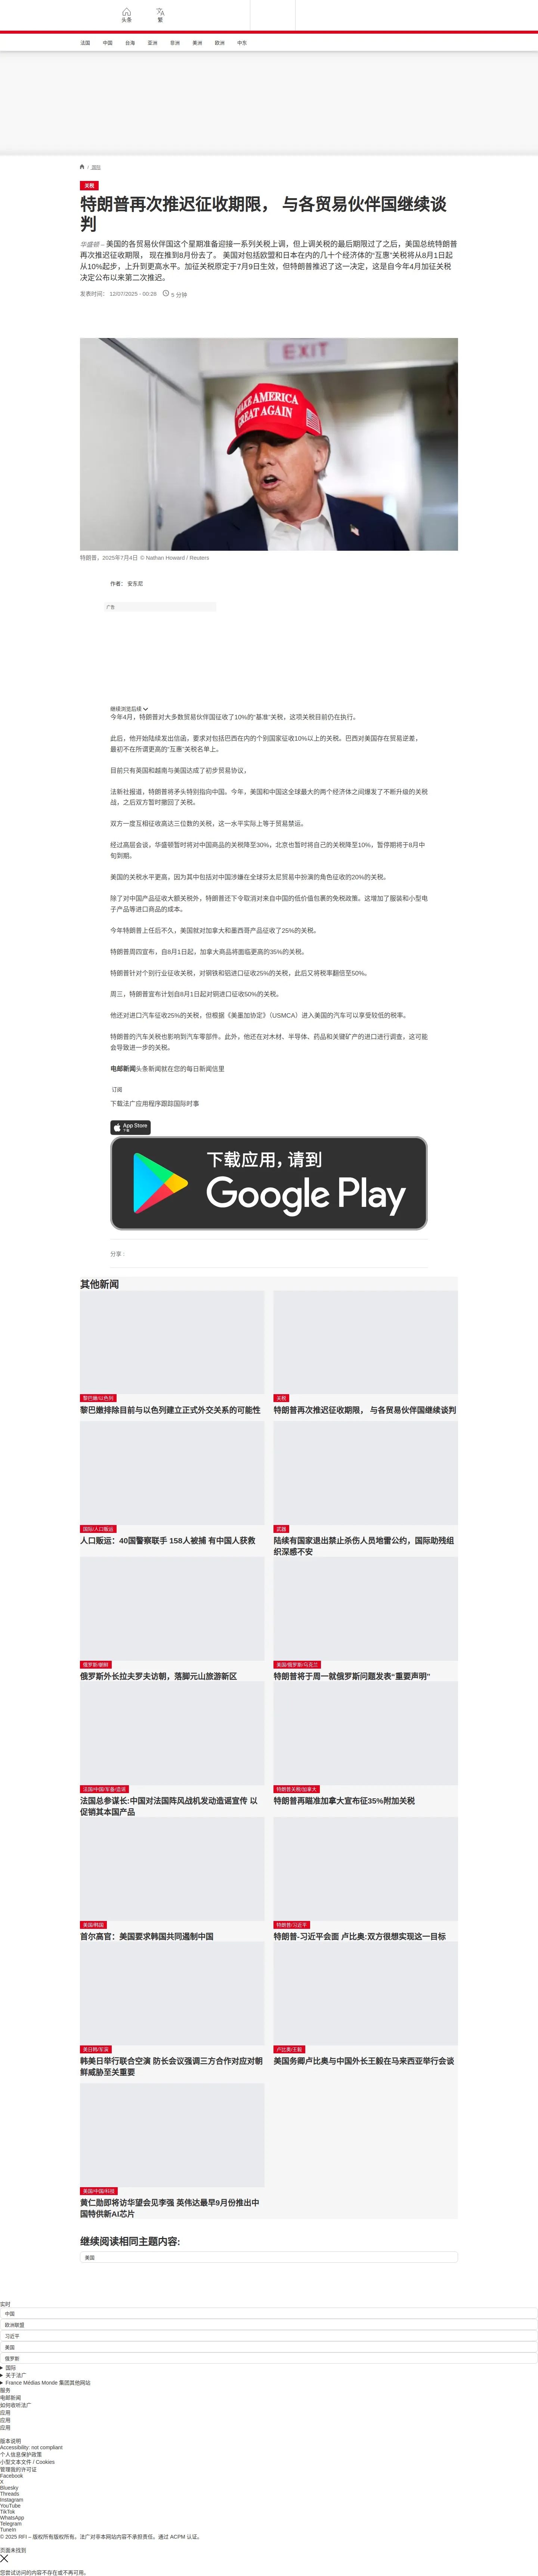 头条
繁
法国
中国
台海
亚洲
非洲
美洲
欧洲
中东
/ 国际
关税
特朗普再次推迟征收期限， 与各贸易伙伴国继续谈
判
华盛顿 – 美国的各贸易伙伴国这个星期准备迎接一系列关税上调，但上调关税的最后期限过了之后，美国总统特朗普
再次推迟征收期限， 现在推到8月份去了。 美国对包括欧盟和日本在内的几十个经济体的“互惠”关税将从8月1日起
从10%起步，上升到更高水平。加征关税原定于7月9日生效，但特朗普推迟了这一决定，这是自今年4月加征关税
决定公布以来第二次推迟。
发表时间： 12/07/2025 - 00:28
5 分钟
EXIT
MAKE AMERICA
GREAT AGAIN!
特朗普，2025年7月4日 © Nathan Howard / Reuters
作者： 安东尼
广告
继续浏览后续
今年4月，特朗普对大多数贸易伙伴国征收了10%的“基准”关税，这项关税目前仍在执行。
此后，他开始陆续发出信函，要求对包括巴西在内的个别国家征收10%以上的关税。巴西对美国存在贸易逆差，
最初不在所谓更高的“互惠”关税名单上。
目前只有英国和越南与美国达成了初步贸易协议，
法新社报道，特朗普将矛头特别指向中国。今年，美国和中国这全球最大的两个经济体之间爆发了不断升级的关税
战，之后双方暂时撤回了关税。
双方一度互相征收高达三位数的关税，这一水平实际上等于贸易禁运。
经过高层会谈，华盛顿暂时将对中国商品的关税降至30%，北京也暂时将自己的关税降至10%，暂停期将于8月中
旬到期。
美国的关税水平更高，因为其中包括对中国涉嫌在全球芬太尼贸易中扮演的角色征收的20%的关税。
除了对中国产品征收大额关税外，特朗普还下令取消对来自中国的低价值包裹的免税政策。这增加了服装和小型电
子产品等进口商品的成本。
今年特朗普上任后不久，美国就对加拿大和墨西哥产品征收了25%的关税。
特朗普周四宣布，自8月1日起，加拿大商品将面临更高的35%的关税。
特朗普针对个别行业征收关税，对钢铁和铝进口征收25%的关税，此后又将税率翻倍至50%。
周三，特朗普宣布计划自8月1日起对铜进口征收50%的关税。
他还对进口汽车征收25%的关税，但根据《美墨加协定》（USMCA）进入美国的汽车可以享受较低的税率。
特朗普的汽车关税也影响到汽车零部件。此外，他还在对木材、半导体、药品和关键矿产的进口进行调查，这可能
会导致进一步的关税。
电邮新闻头条新闻就在您的每日新闻信里
订阅
下载法广应用程序跟踪国际时事
App Store
下载应用，请到
Google Play
分享 :
其他新闻
黎巴嫩/以色列
黎巴缴排除目前与以色列建立正式外交关系的可能性
关税
特朗普再次推迟征收期限， 与各贸易伙伴国继续谈判
国际/人口贩运
人口贩运：40国警察联手 158人被捕 有中国人获救
武器
陆续有国家退出禁止杀伤人员地雷公约，国际助残组
织深感不安
俄罗斯/朝鲜
俄罗斯外长拉夫罗夫访朝，落脚元山旅游新区
美国/俄罗斯/乌克兰
特朗普将于周一就俄罗斯问题发表“重要声明”
法国/中国/军备/造谣
法国总参谋长:中国对法国阵风战机发动造谣宣传 以
促销其本国产品
特朗普关税/加拿大
特朗普再瞄准加拿大宣布征35%附加关税
美国/韩国
首尔高官：美国要求韩国共同遏制中国
特朗普/习近平
特朗普-习近平会面 卢比奥:双方很想实现这一目标
美日韩/军演
韩美日举行联合空演 防长会议强调三方合作对应对朝
鲜威胁至关重要
卢比奥/王毅
美国务卿卢比奥与中国外长王毅在马来西亚举行会谈
美国/中国/科技
黄仁勋即将访华望会见李强 英伟达最早9月份推出中
国特供新AI芯片
继续阅读相同主题内容:
美国
实时
中国
欧洲联盟
习近平
美国
俄罗斯
国际
关于法广
France Médias Monde 集团其他网站
服务
电邮新闻
如何收听法广
应用
应用
应用
版本说明
Accessibility: not compliant
个人信息保护政策
小型文本文件 / Cookies
管理我的许可证
Facebook
X
Bluesky
Threads
Instagram
YouTube
TikTok
WhatsApp
Telegram
TuneIn
© 2025 RFI – 版权所有版权所有。法广对非本网站内容不承担责任。通过 ACPM 认证。
页面未找到
您尝试访问的内容不存在或不再可用。